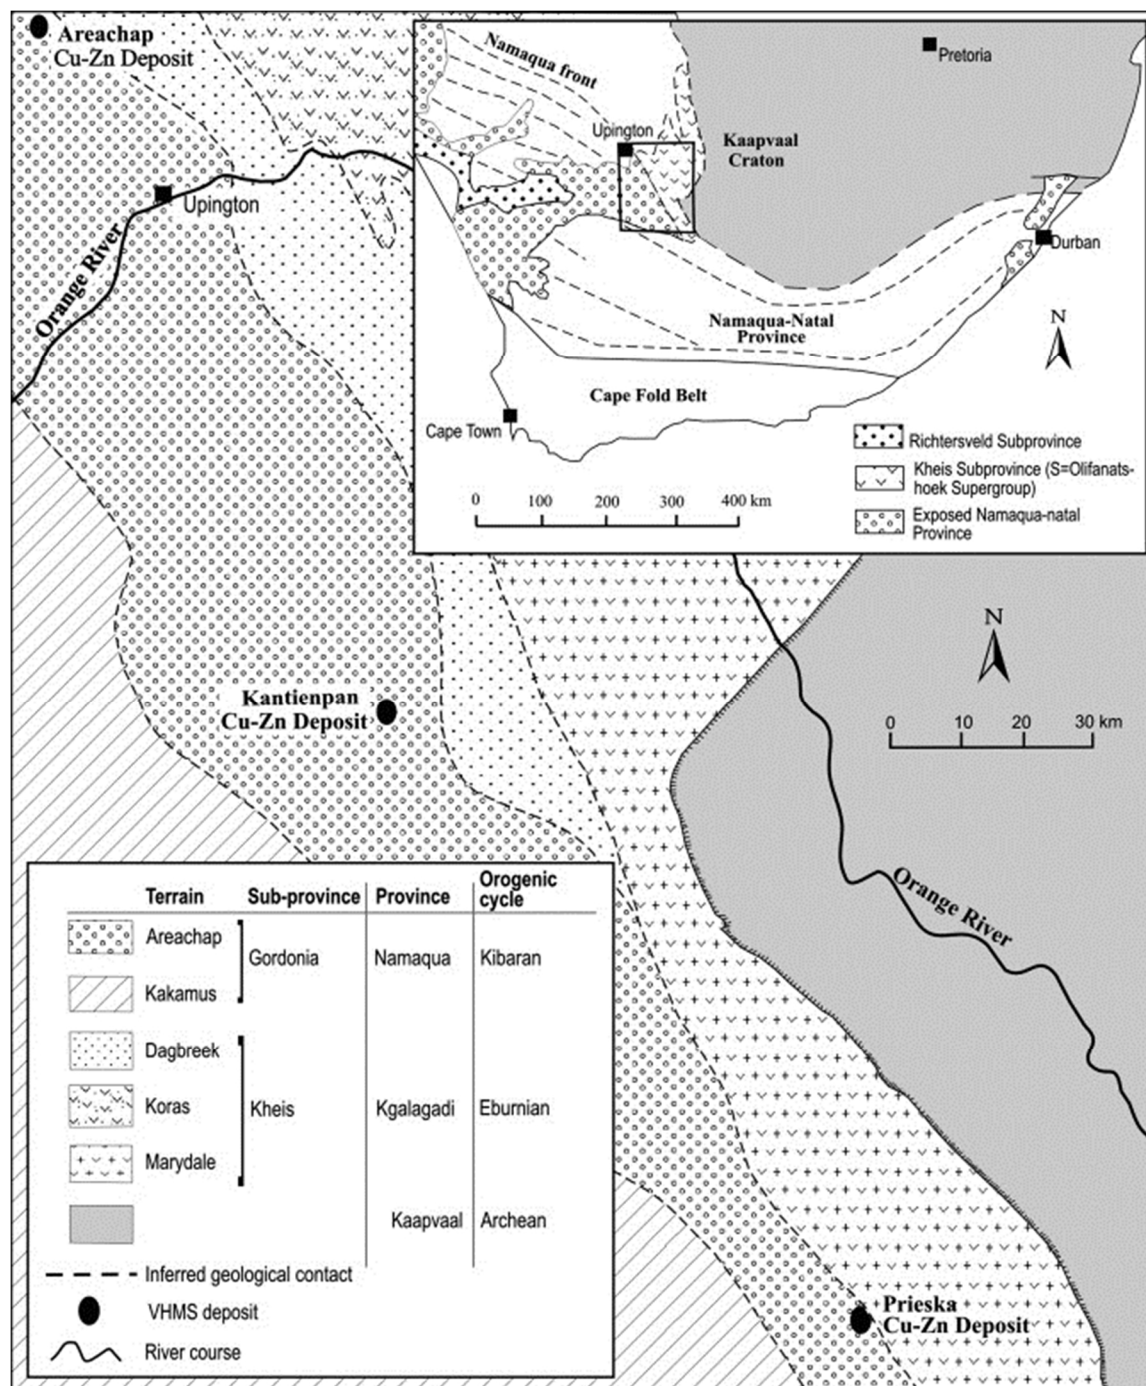 Areachap
Cu-Zn Deposit
Upington
Orange River
Namaqua front
Pretoria
Upington
Kaapvaal
Craton
Durban
Namaqua-Natal
Province
N
Cape Fold Belt
Cape Town
Richtersveld Subprovince
Kheis Subprovince (S=Olifanats-
hoek Supergroup)
Exposed Namaqua-natal
Province
0 100 200 300 400 km
N
0 10 20 30 km
Kantienpan
Cu-Zn Deposit
Orange River
Terrain Sub-province Province Orogenic
cycle
Areachap
Gordonia Namaqua Kibaran
Kakamus
Dagbreek
Koras Kheis Kgalagadi Eburnian
Marydale
Kaapvaal Archean
Inferred geological contact
VHMS deposit
River course
Prieska
Cu-Zn Deposit